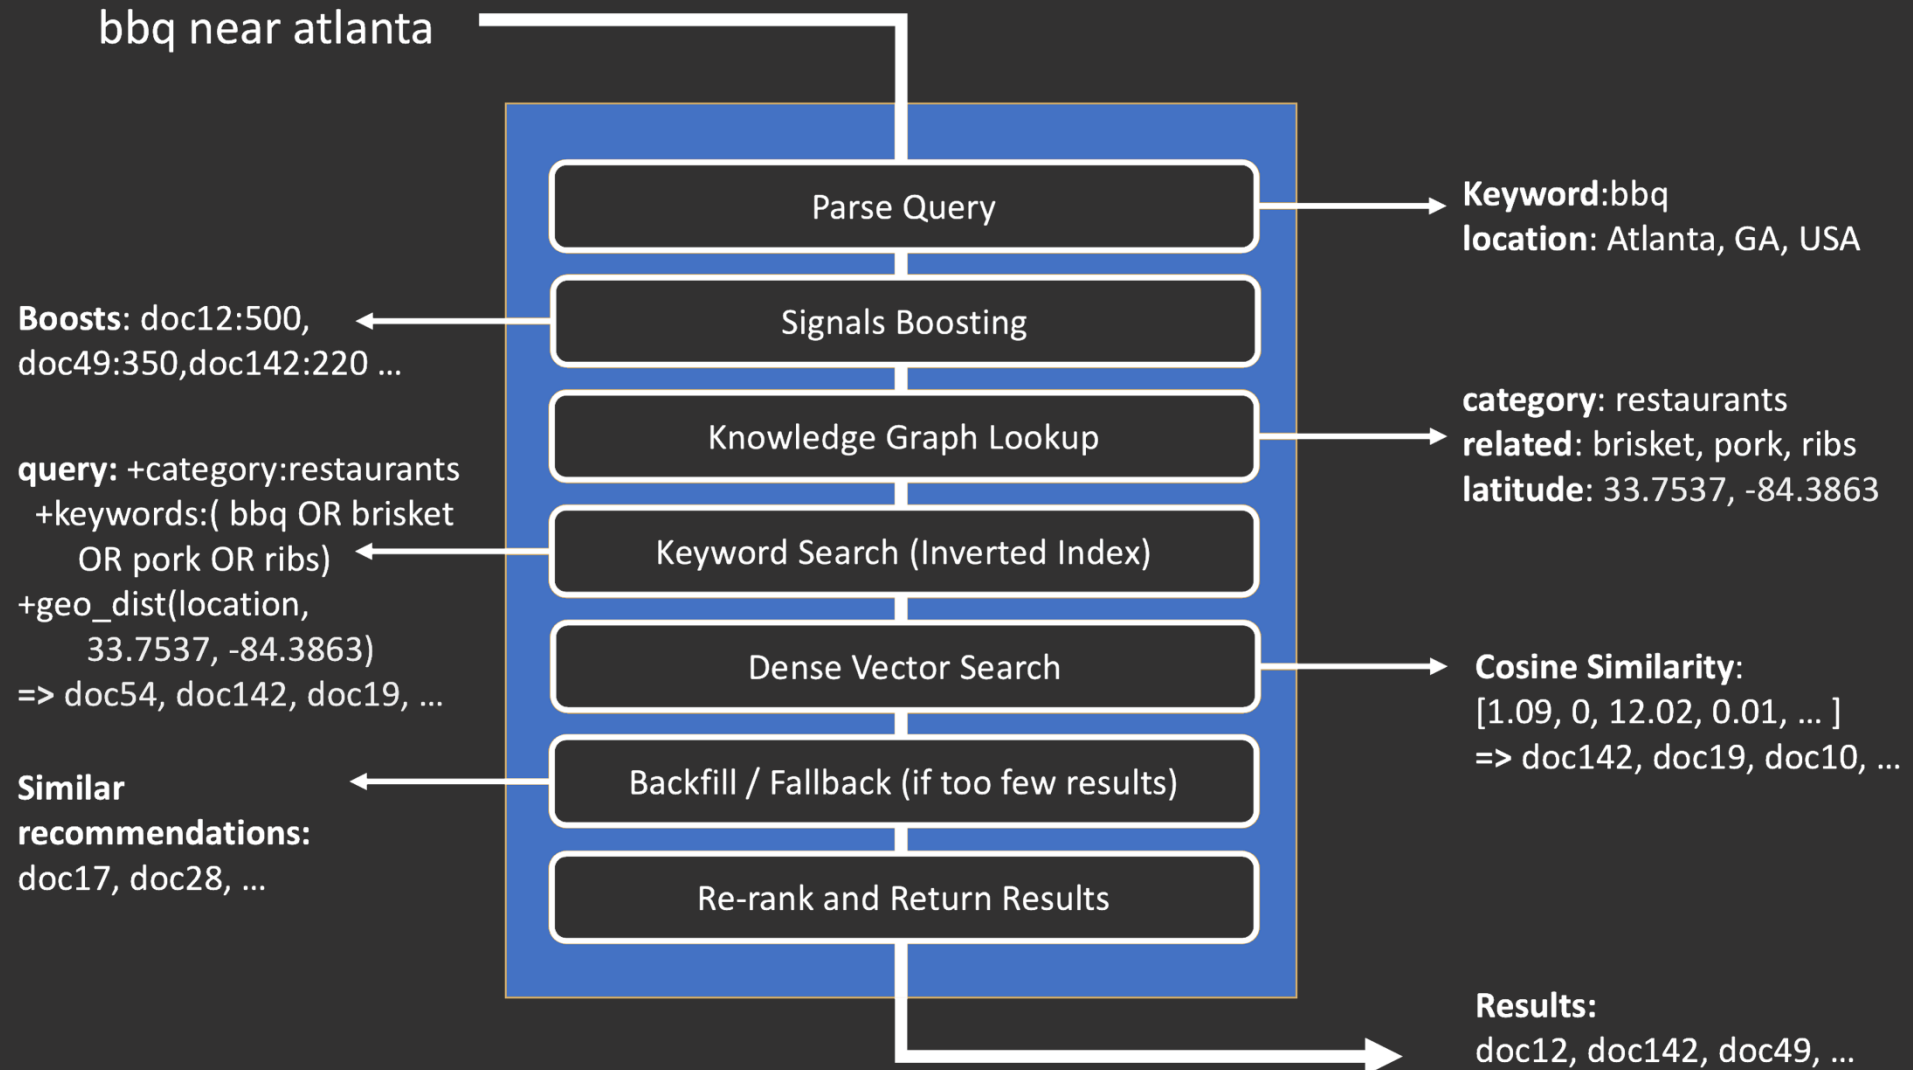 bbq near atlanta
Parse Query
Keyword:bbq
location: Atlanta, GA, USA
Signals Boosting
Boosts: doc12:500,
doc49:350,doc142:220 ...
Knowledge Graph Lookup
category: restaurants
related: brisket, pork, ribs
latitude: 33.7537, -84.3863
Keyword Search (Inverted Index)
query: +category:restaurants
+keywords:( bbq OR brisket
OR pork OR ribs)
+geo_dist(location,
33.7537, -84.3863)
=> doc54, doc142, doc19, ...
Dense Vector Search
Cosine Similarity:
[1.09, 0, 12.02, 0.01, ... ]
=> doc142, doc19, doc10, ...
Backfill / Fallback (if too few results)
Similar
recommendations:
doc17, doc28, ...
Re-rank and Return Results
Results:
doc12, doc142, doc49, ...